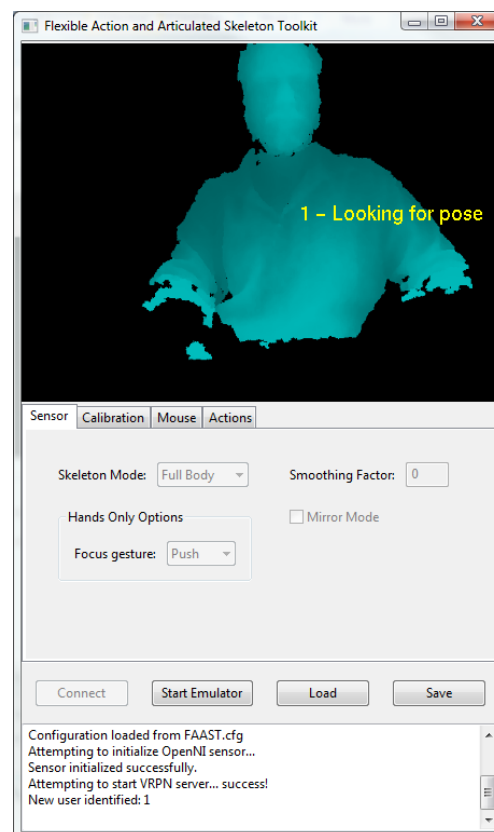 Flexible Action and Articulated Skeleton Toolkit
1 - Looking for pose
Sensor Calibration Mouse Actions
Skeleton Mode: Full Body Smoothing Factor: 0
Hands Only Options Mirror Mode
Focus gesture: Push
Connect Start Emulator Load Save
Configuration loaded from FAAST.cfg
Attempting to initialize OpenNI sensor...
Sensor initialized successfully.
Attempting to start VRPN server... success!
New user identified: 1